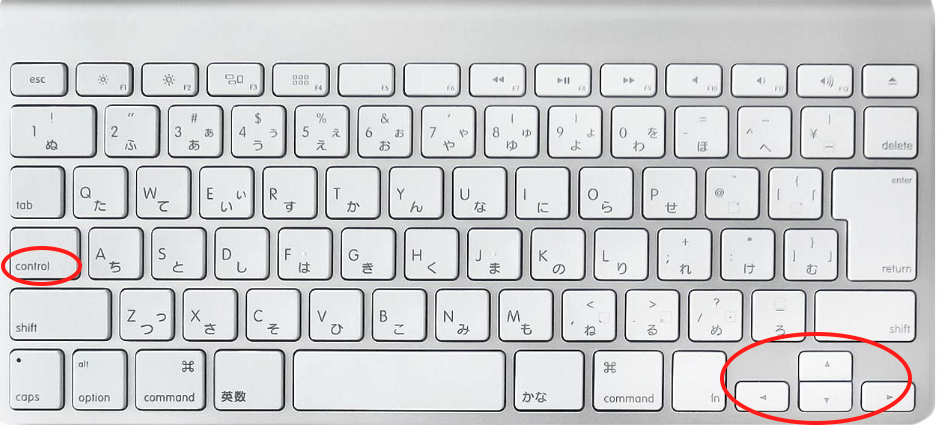 esc F1 F2 F3 F4 F5 F6 F7 F8 F9 F10 F11 F12
! " # ぁ $ ぅ % ぇ & ぉ ' ゃ ( ゅ ) ょ を = ~ |
1 ぬ 2 ふ 3 あ 4 う 5 え 6 お 7 や 8 ゆ 9 よ 0 わ - ほ ^ へ ¥ ー delete
tab Q た W て E ぃ い R す T か Y ん U な I に O ら P せ @ ` [ { 「 enter
control A ち S と D し F は G き H く J ま K の L り ; + れ : * け ] } 」 む return
shift Z っ つ X さ C そ V ひ B こ N み M も , < ね . > る / ? め _ ろ shift
caps alt option ⌘ command 英数 かな ⌘ command fn